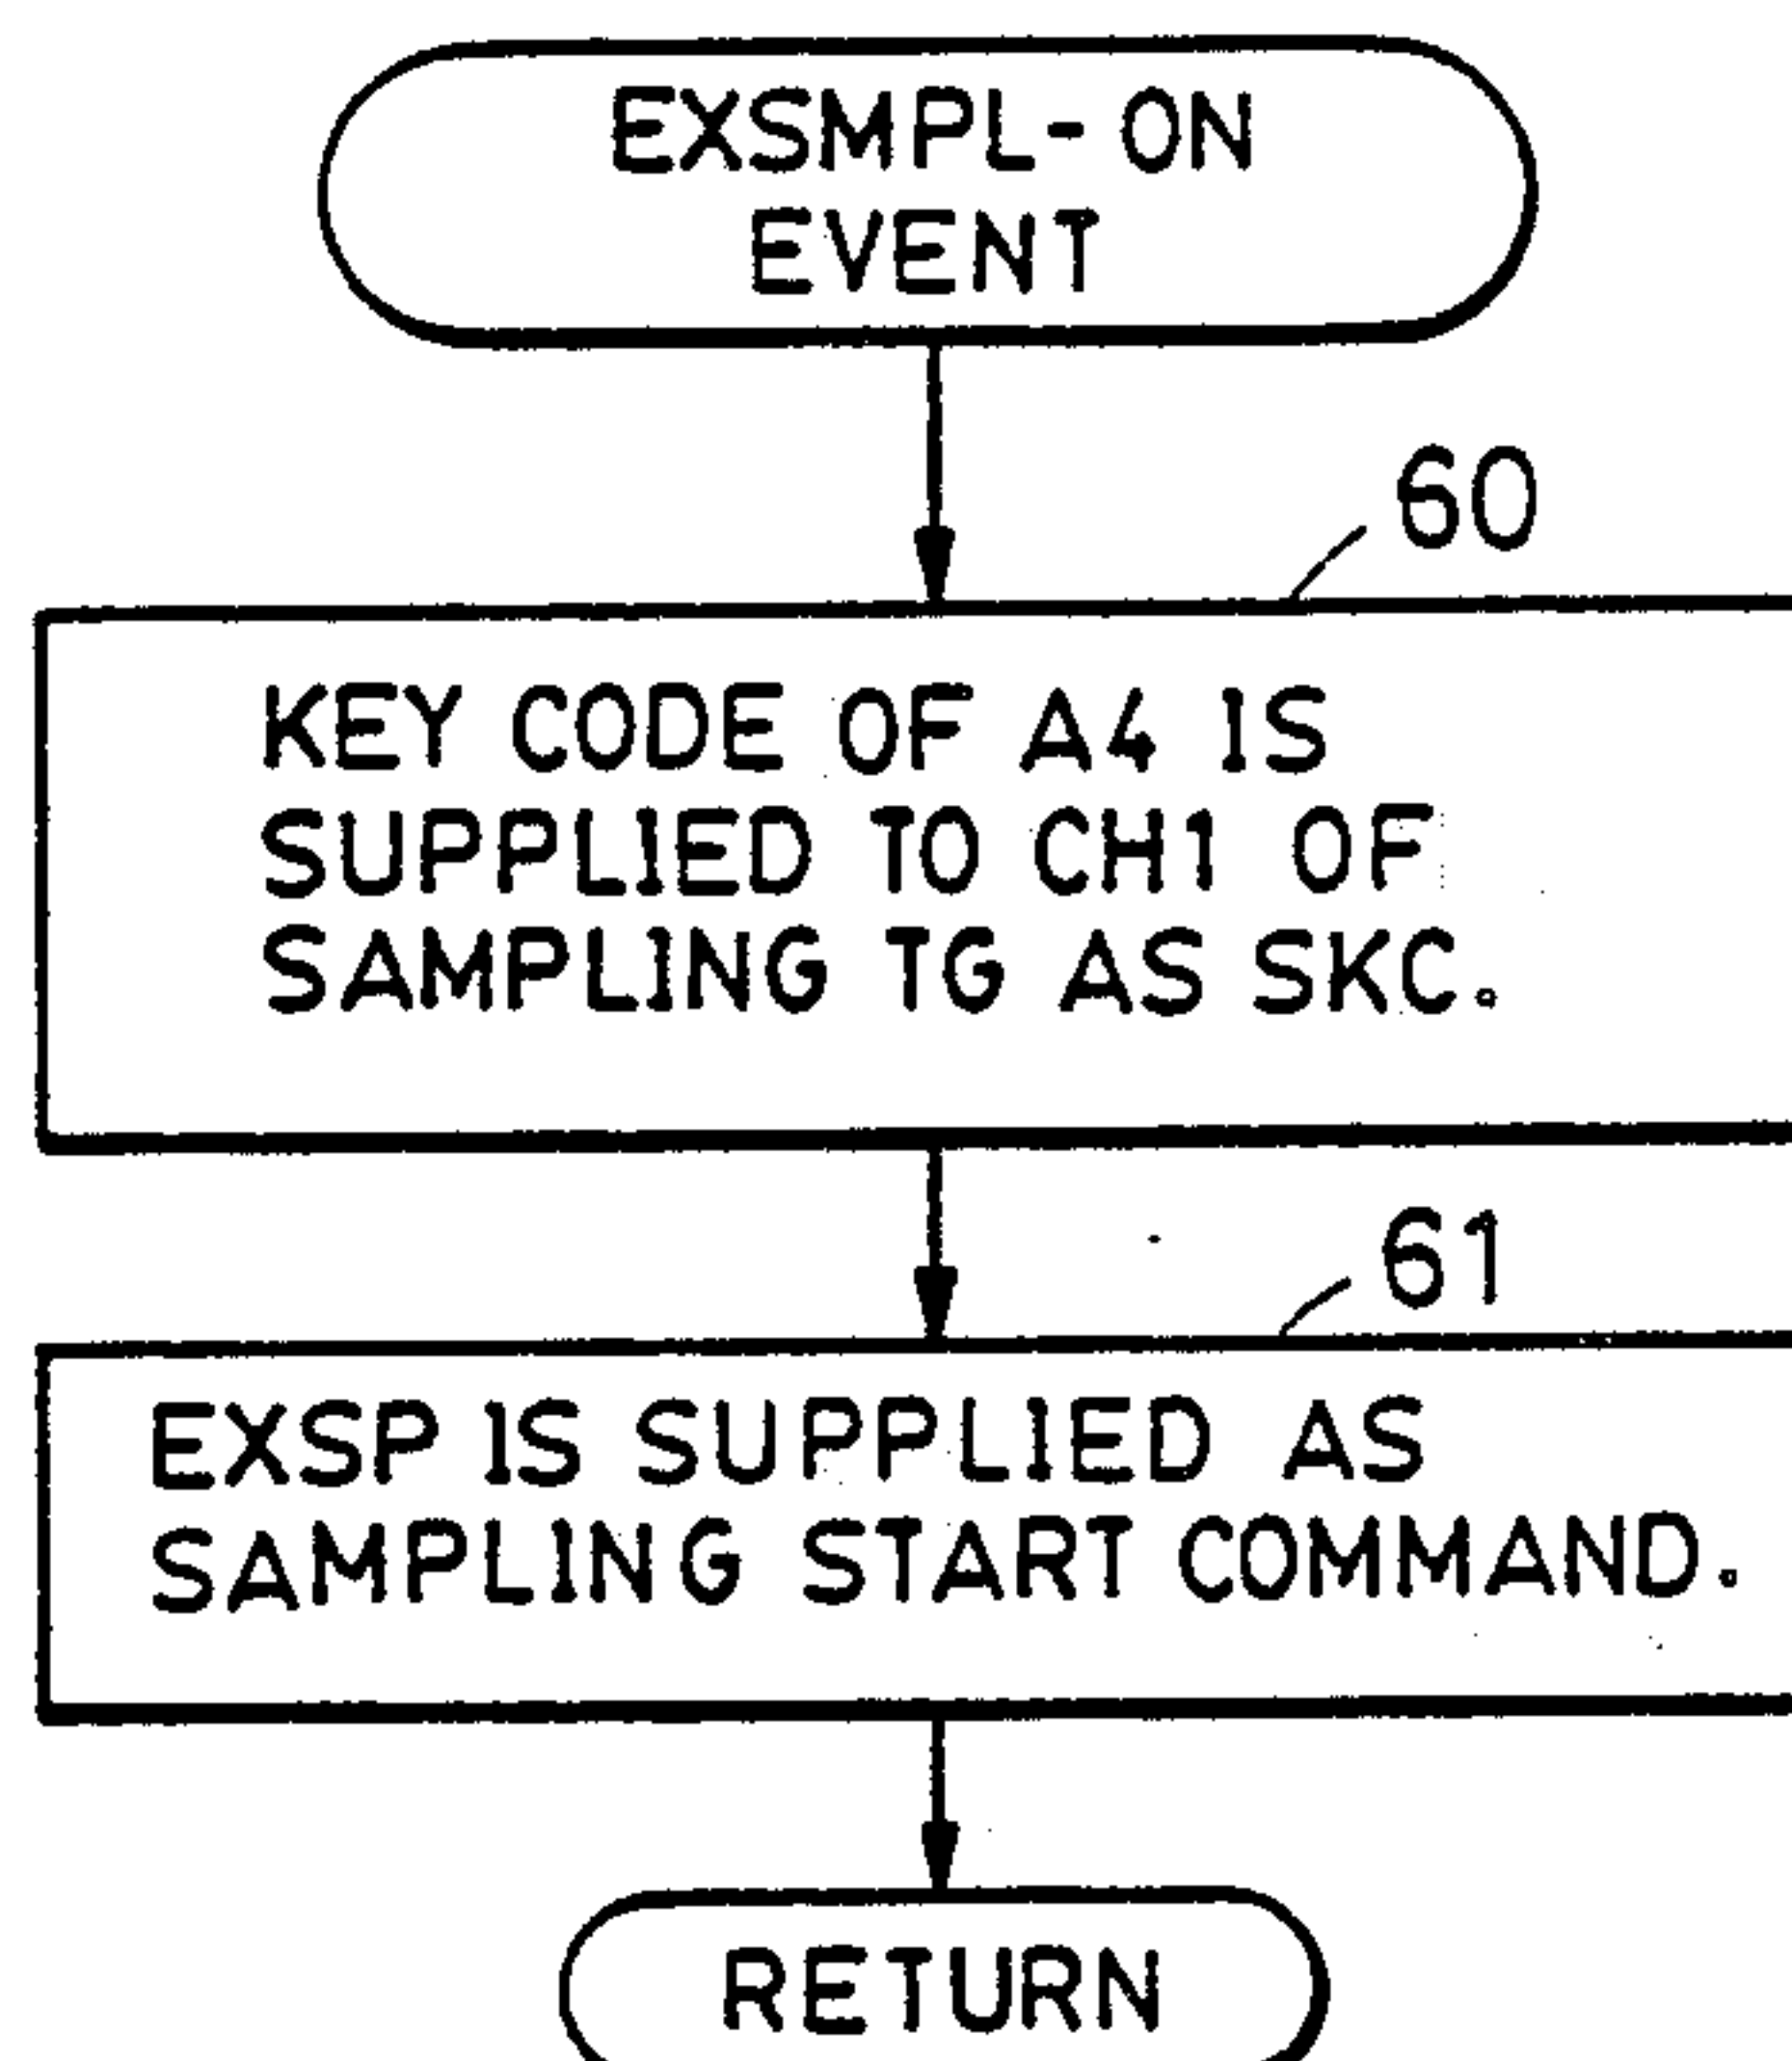 EXSMPL-ON
EVENT
60
KEY CODE OF A4 IS
SUPPLIED TO CH1 OF
SAMPLING TG AS SKC.
61
EXSP IS SUPPLIED AS
SAMPLING START COMMAND.
RETURN